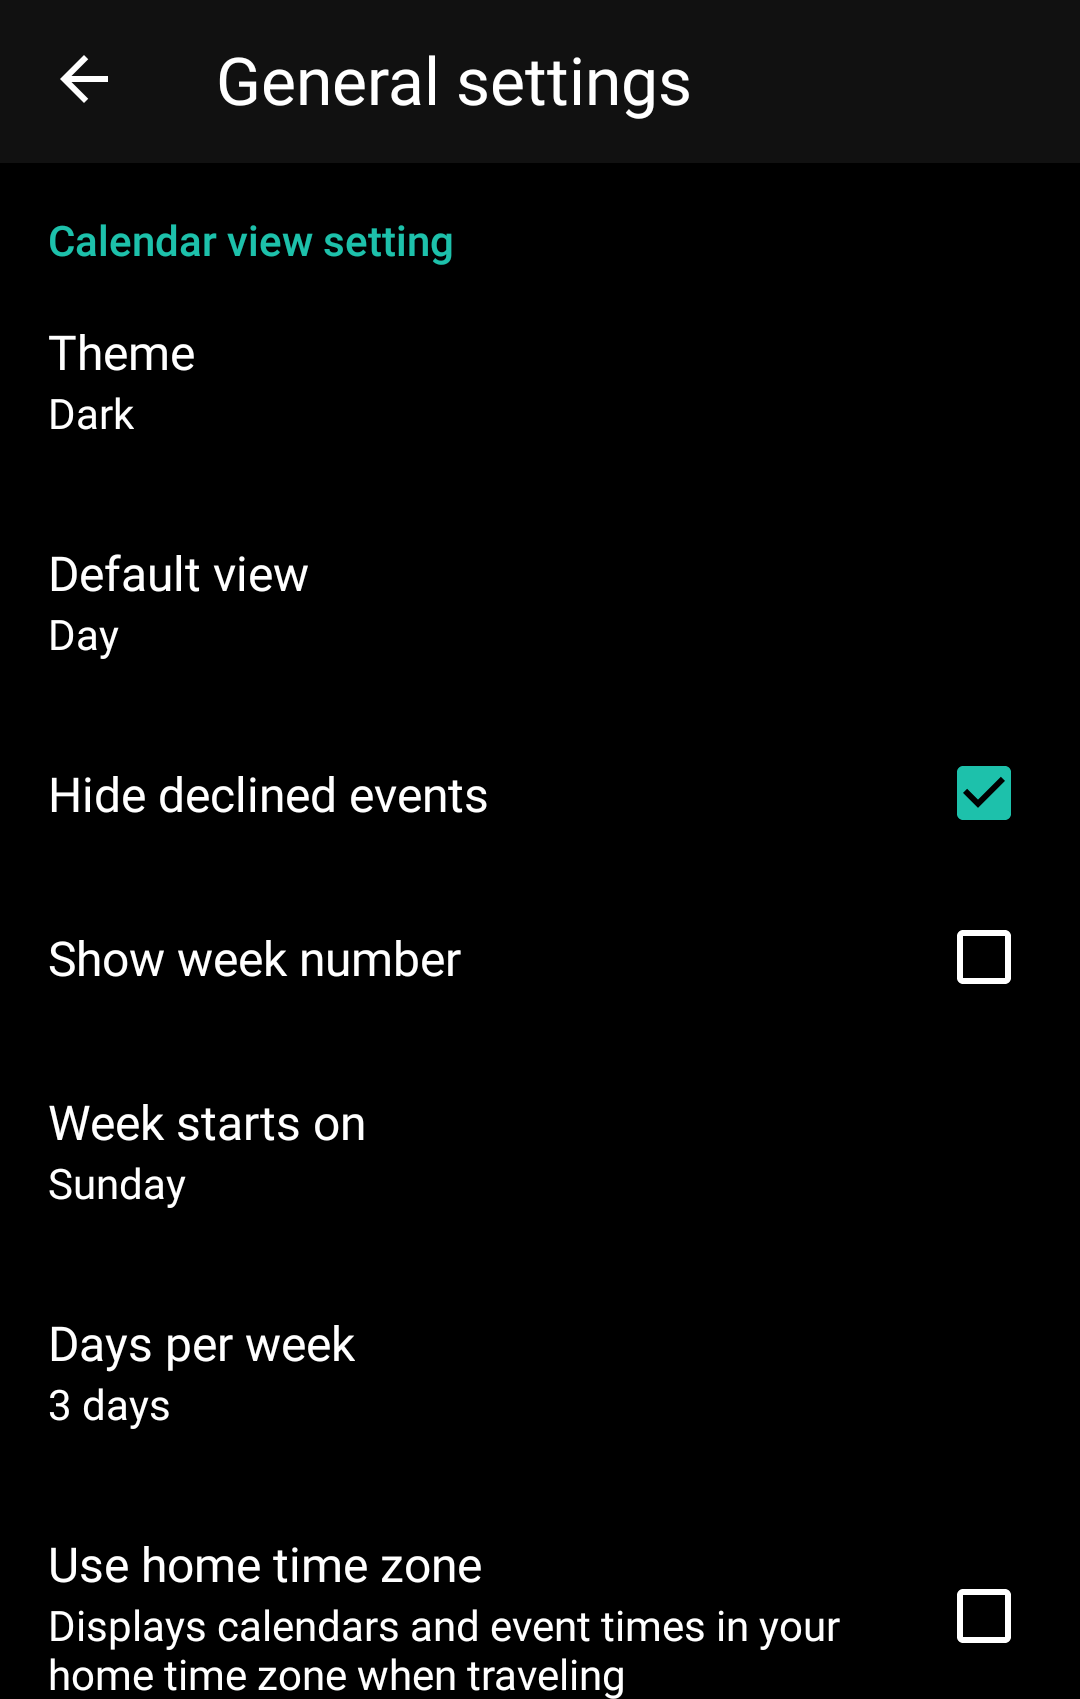 General settings
Calendar view setting
Theme
Dark
Default view
Day
Hide declined events
Show week number
Week starts on
Sunday
Days per week
3 days
Use home time zone
Displays calendars and event times in your
home time zone when traveling